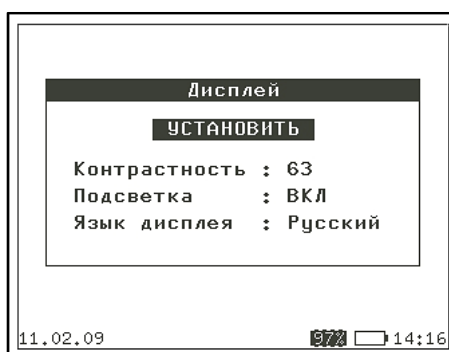 Дисплей
УСТАНОВИТЬ
Контрастность : 63
Подсветка : ВКЛ
Язык дисплея : Русский
11.02.09 97% 14:16